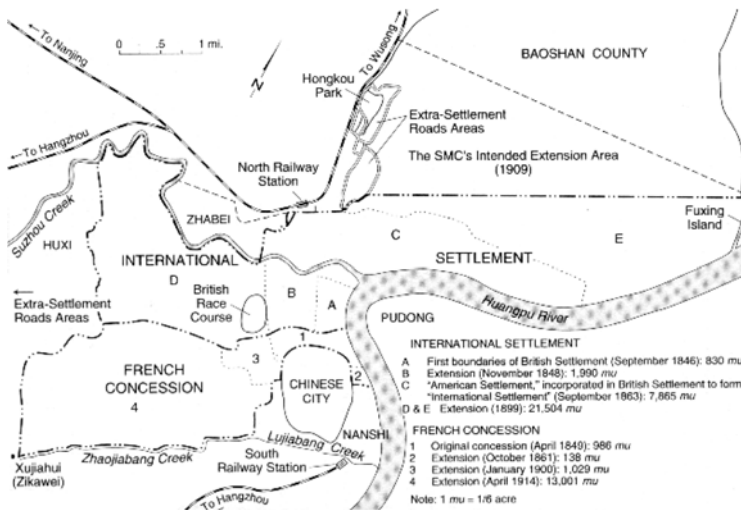 To Nanjing
0 .5 1 mi.
N
To Wusong
BAOSHAN COUNTY
Hongkou
Park
Extra-Settlement
Roads Areas
To Hangzhou
The SMC's Intended Extension Area
(1909)
North Railway
Station
Suzhou Creek
ZHABEI
Fuxing
Island
HUXI
C
E
INTERNATIONAL
SETTLEMENT
D
British
Race
Course
B
A
Extra-Settlement
Roads Areas
Huangpu River
PUDONG
1
3
FRENCH
CONCESSION
4
CHINESE
CITY
2
NANSHI
Lujiabang Creek
Zhaojiabang Creek
South
Railway Station
Xujiahui
(Zikawei)
To Hangzhou
INTERNATIONAL SETTLEMENT
A First boundaries of British Settlement (September 1846): 830 mu
B Extension (November 1848): 1,990 mu
C "American Settlement," incorporated in British Settlement to form
"International Settlement" (September 1863): 7,865 mu
D & E Extension (1899): 21,504 mu
FRENCH CONCESSION
1 Original concession (April 1849): 986 mu
2 Extension (October 1861): 138 mu
3 Extension (January 1900): 1,029 mu
4 Extension (April 1914): 13,001 mu
Note: 1 mu = 1/6 acre